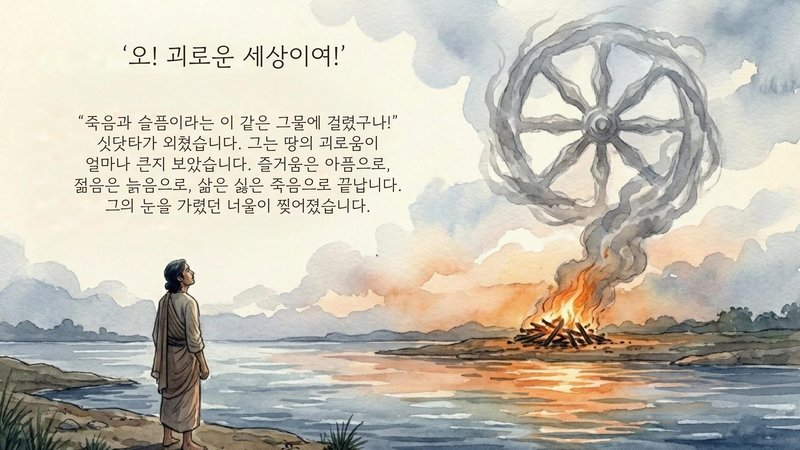 ‘오! 괴로운 세상이여!’
“죽음과 슬픔이라는 이 같은 그물에 걸렸구나!”
싯닷타가 외쳤습니다. 그는 땅의 괴로움이
얼마나 큰지 보았습니다. 즐거움은 아픔으로,
젊음은 늙음으로, 삶은 싫은 죽음으로 끝납니다.
그의 눈을 가렸던 너울이 찢어졌습니다.